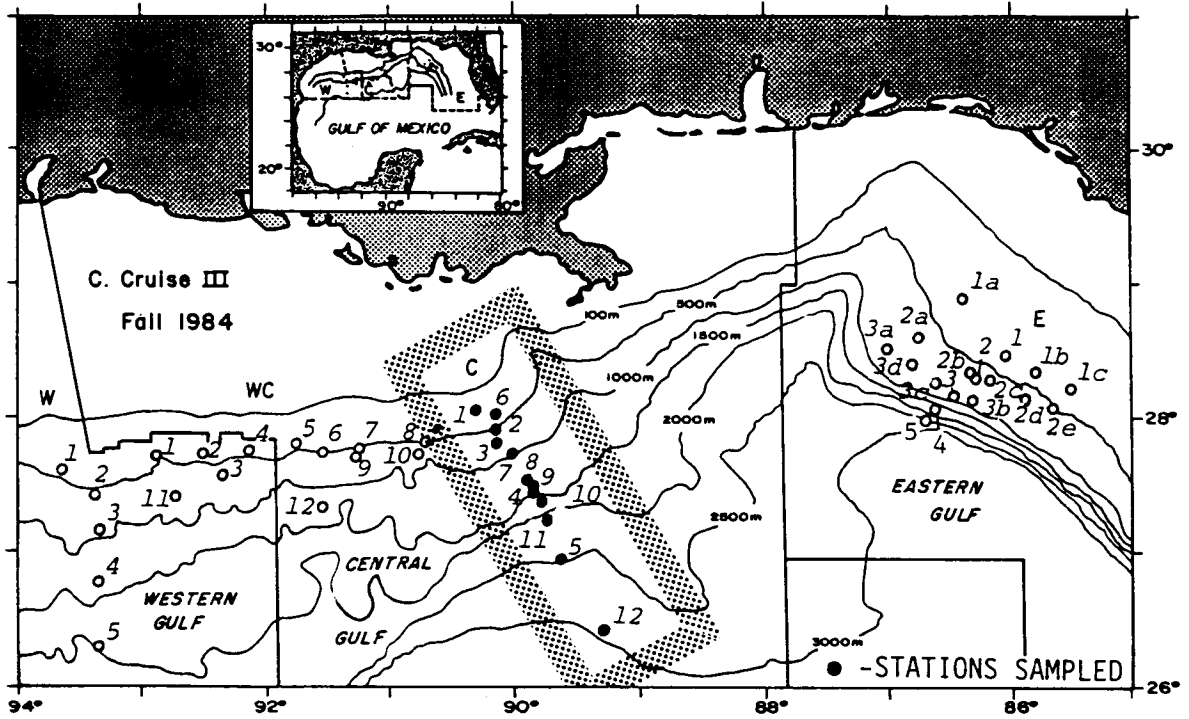 30°
W
C
E
GULF OF MEXICO
20°
90°
80°
30°
C. Cruise III
Fall 1984
100m
500m
1500m
1000m
2000m
2500m
3000m
1a
E
2a
3a
1
2
2b
1b
1c
3d
3
2c
3b
2d
2e
5
4
W
WC
C
6
1
2
3
28°
1
2
3
4
5
1
2
4
3
11
5
6
7
9
8
10
12
7
8
9
4
10
11
5
12
EASTERN
GULF
CENTRAL
GULF
WESTERN
GULF
● -STATIONS SAMPLED
26°
94°
92°
90°
88°
86°